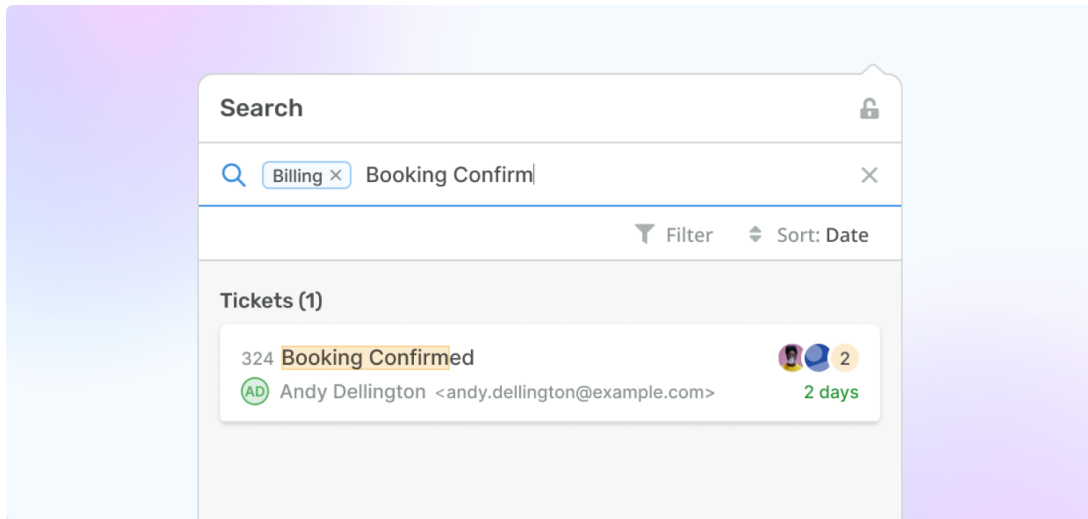 Search
Billing × Booking Confirm
Filter Sort: Date
Tickets (1)
324 Booking Confirmed 2
AD Andy Dellington <andy.dellington@example.com> 2 days